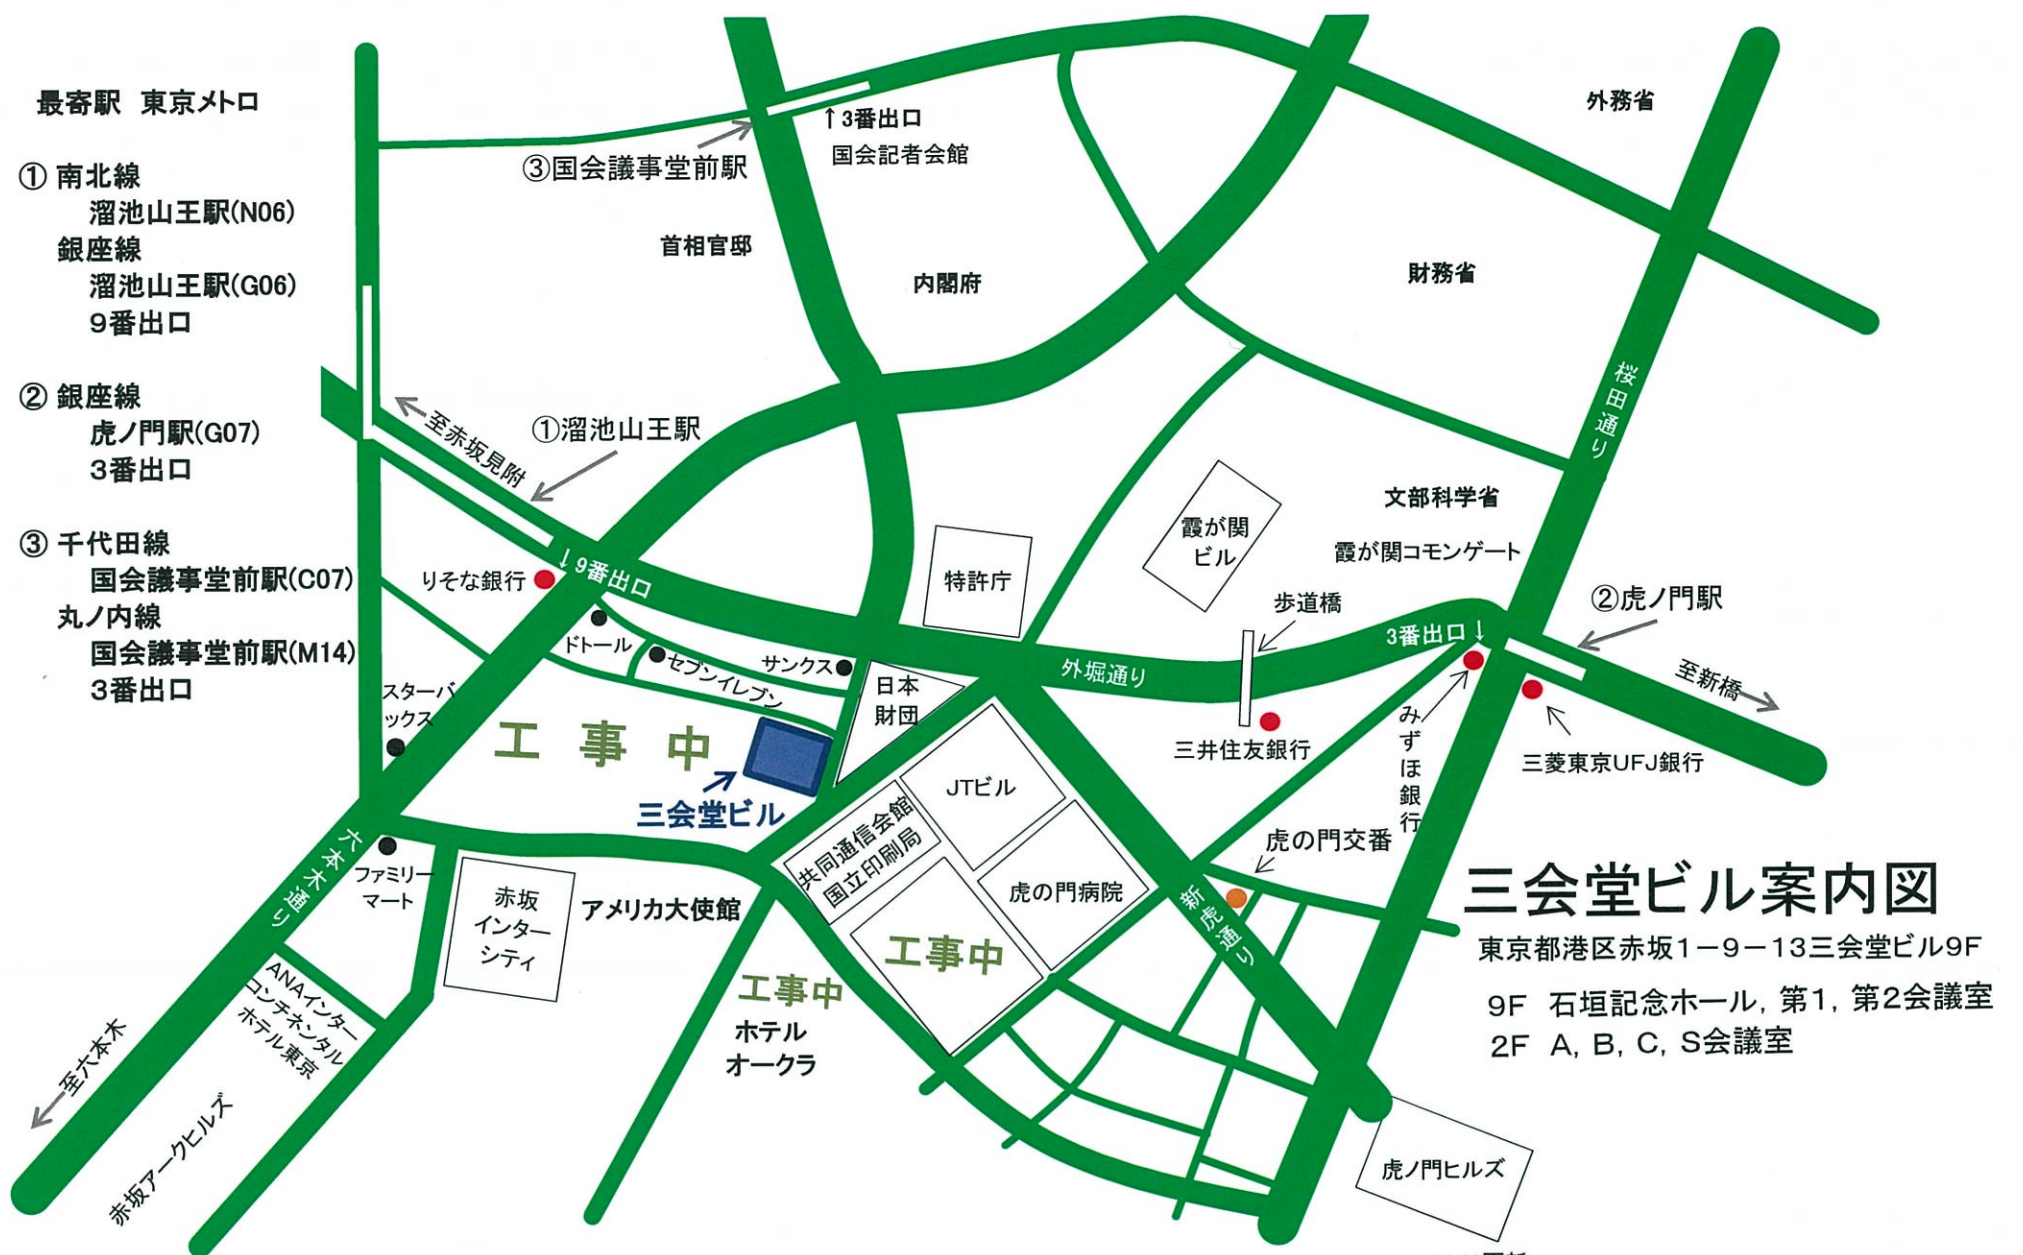 最寄駅 東京メトロ
① 南北線
溜池山王駅(N06)
銀座線
溜池山王駅(G06)
9番出口
② 銀座線
虎ノ門駅(G07)
3番出口
③ 千代田線
国会議事堂前駅(C07)
丸ノ内線
国会議事堂前駅(M14)
3番出口
↑3番出口
国会記者会館
③国会議事堂前駅
首相官邸
内閣府
外務省
財務省
桜田通り
至赤坂見附
①溜池山王駅
↓9番出口
りそな銀行
ドトール
セブンイレブン
サンクス
特許庁
霞が関
ビル
文部科学省
霞が関コモンゲート
歩道橋
3番出口↓
②虎ノ門駅
至新橋
外堀通り
日本
財団
スターバ
ックス
工事中
三会堂ビル
三井住友銀行
みずほ銀行
三菱東京UFJ銀行
JTビル
共同通信会館
国立印刷局
虎の門病院
工事中
虎の門交番
新虎通り
六本木通り
ファミリー
マート
赤坂
インター
シティ
アメリカ大使館
工事中
ホテル
オークラ
ANAインター
コンチネンタル
ホテル東京
至六本木
赤坂アークヒルズ
虎ノ門ヒルズ
三会堂ビル案内図
東京都港区赤坂1-9-13三会堂ビル9F
9F 石垣記念ホール, 第1, 第2会議室
2F A, B, C, S会議室